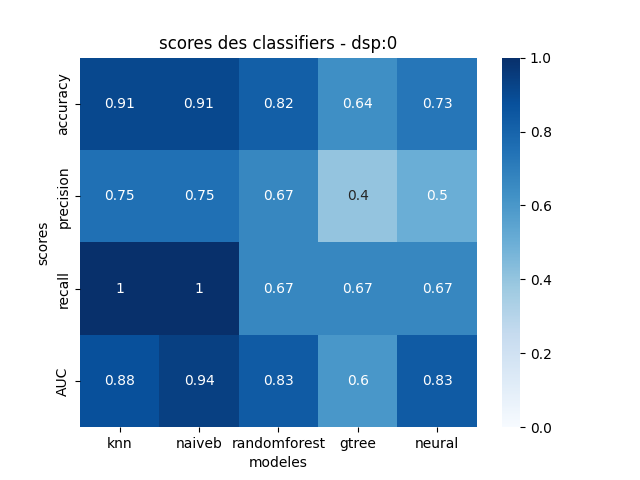 scores des classifiers - dsp:0
scores
accuracy 0.91 0.91 0.82 0.64 0.73
precision 0.75 0.75 0.67 0.4 0.5
recall 1 1 0.67 0.67 0.67
AUC 0.88 0.94 0.83 0.6 0.83
knn naiveb randomforest gtree neural
modeles
1.0
0.8
0.6
0.4
0.2
0.0